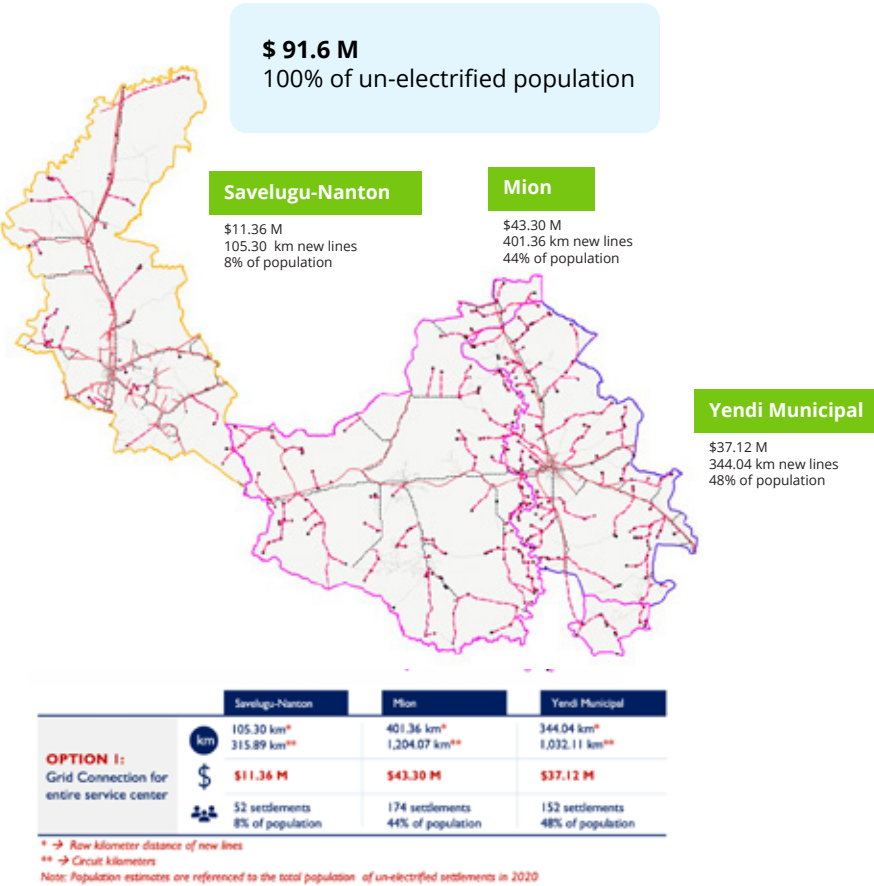 $ 91.6 M
100% of un-electrified population
Savelugu-Nanton
$11.36 M
105.30 km new lines
8% of population
Mion
$43.30 M
401.36 km new lines
44% of population
Yendi Municipal
$37.12 M
344.04 km new lines
48% of population
Savelugu-Nanton Mion Yendi Municipal
OPTION 1:
Grid Connection for
entire service center
km
105.30 km* 401.36 km* 344.04 km*
315.89 km** 1,204.07 km** 1,032.11 km**
$ $11.36 M $43.30 M $37.12 M
52 settlements 174 settlements 152 settlements
8% of population 44% of population 48% of population
* → Raw kilometer distance of new lines
** → Circuit kilometers
Note: Population estimates are referenced to the total population of un-electrified settlements in 2020